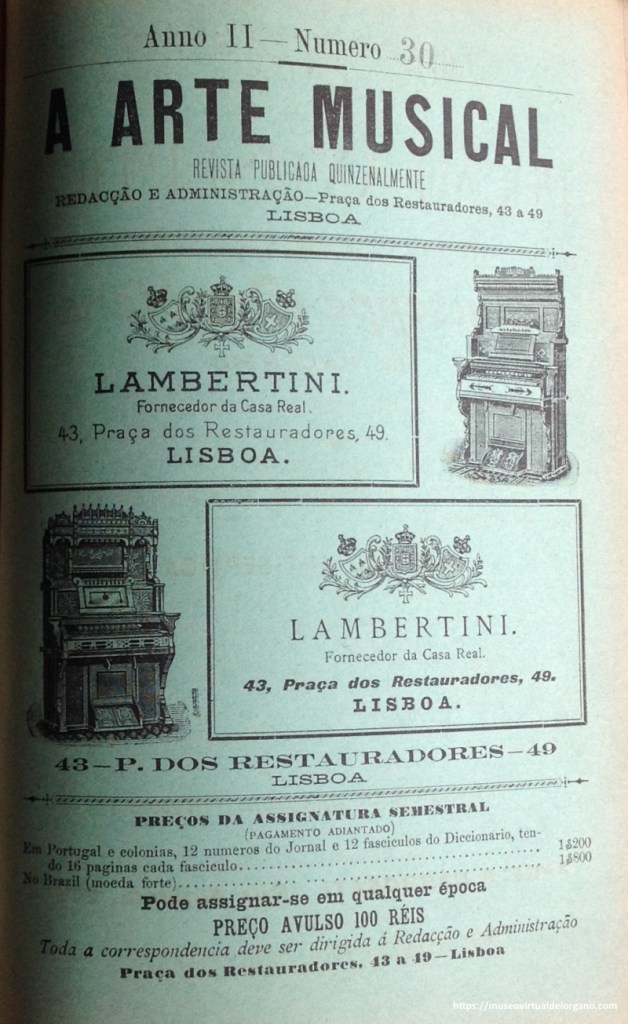 Anno II — Numero 30
A ARTE MUSICAL
REVISTA PUBLICADA QUINZENALMENTE
REDACÇÃO E ADMINISTRAÇÃO—Praça dos Restauradores, 43 a 49
LISBOA
LAMBERTINI.
Fornecedor da Casa Real.
43, Praça dos Restauradores, 49.
LISBOA.
LAMBERTINI.
Fornecedor da Casa Real.
43, Praça dos Restauradores, 49.
LISBOA.
43—P. DOS RESTAURADORES—49
LISBOA
PREÇOS DA ASSIGNATURA SEMESTRAL
(PAGAMENTO ADIANTADO)
Em Portugal e colonias, 12 numeros do Jornal e 12 fasciculos do Diccionario, ten-
do 16 paginas cada fasciculo........................................ 1$200
No Brazil (moeda forte)........................................ 1$800
Pode assignar-se em qualquer época
PREÇO AVULSO 100 RÉIS
Toda a correspondencia deve ser dirigida á Redacção e Administração
Praça dos Restauradores, 43 a 49—Lisboa
https://museovirtualdelorgano.com/